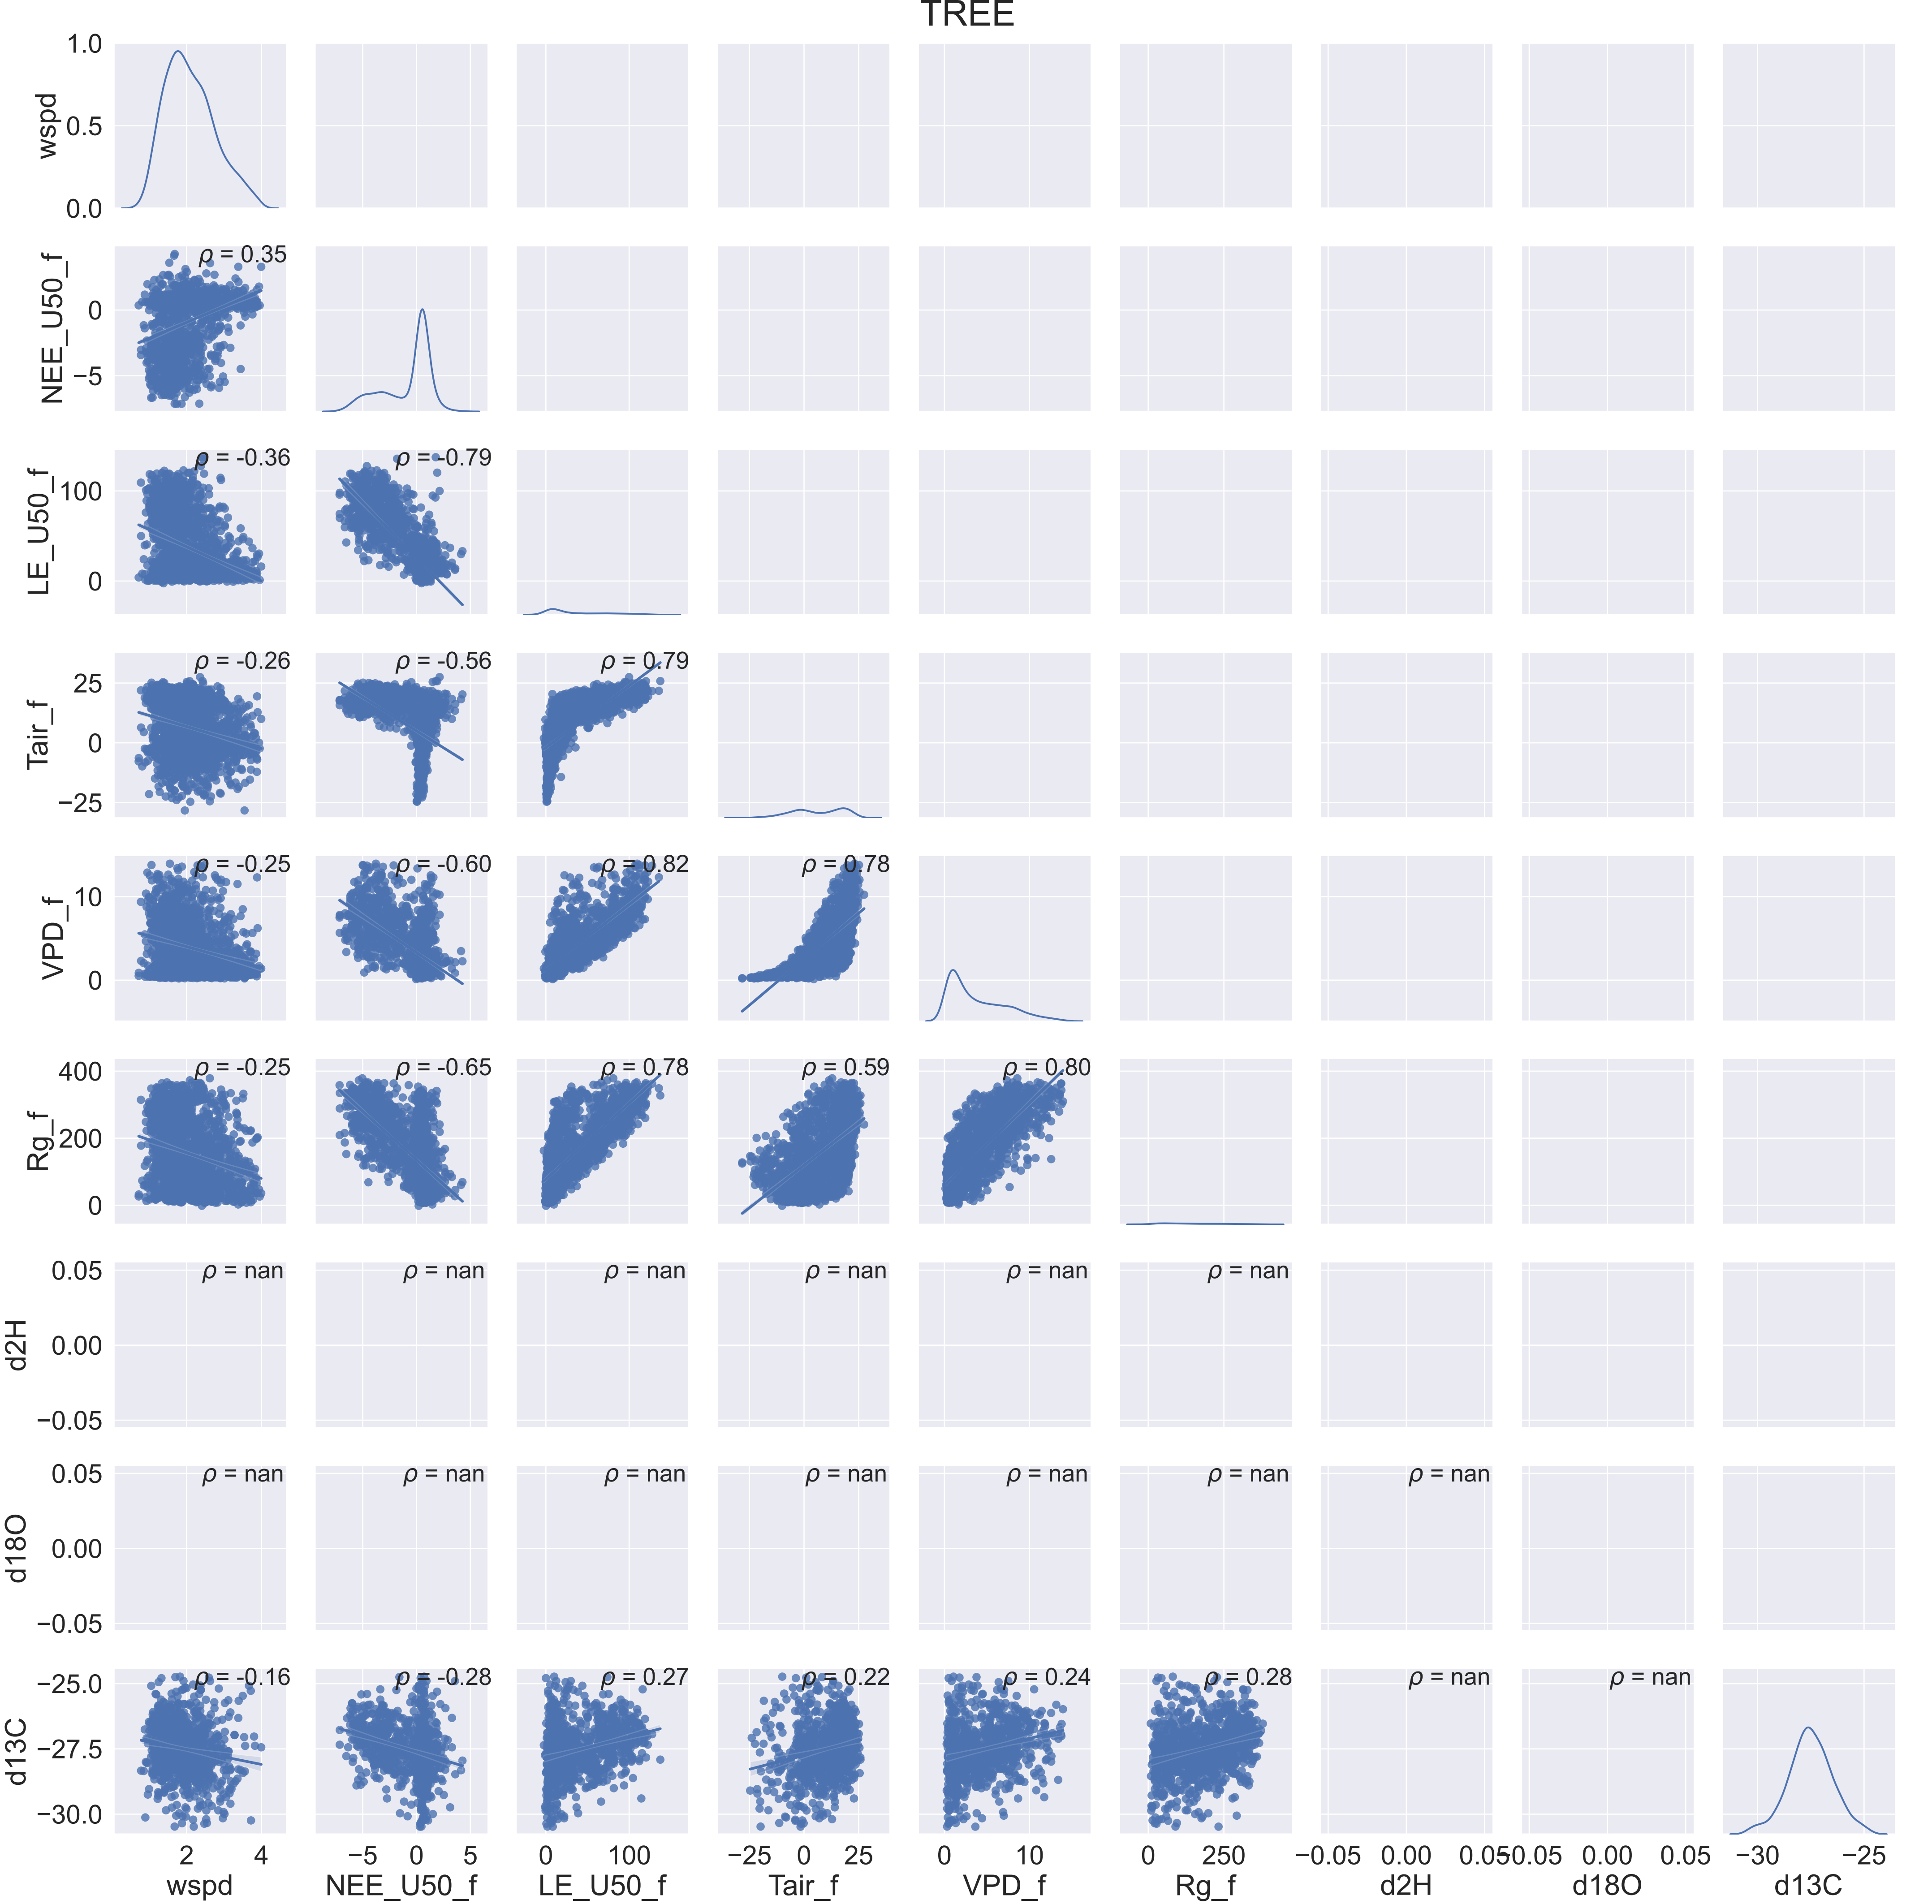 TREE
1.0
0.5
0.0
wspd
ρ = 0.35
0
−5
NEE_U50_f
ρ = -0.36
ρ = -0.79
100
0
LE_U50_f
ρ = -0.26
ρ = -0.56
ρ = 0.79
25
0
−25
Tair_f
ρ = -0.25
ρ = -0.60
ρ = 0.82
ρ = 0.78
10
0
VPD_f
ρ = -0.25
ρ = -0.65
ρ = 0.78
ρ = 0.59
ρ = 0.80
400
200
0
Rg_f
ρ = nan
ρ = nan
ρ = nan
ρ = nan
ρ = nan
ρ = nan
0.05
0.00
−0.05
d2H
ρ = nan
ρ = nan
ρ = nan
ρ = nan
ρ = nan
ρ = nan
ρ = nan
0.05
0.00
−0.05
d18O
ρ = -0.16
ρ = -0.28
ρ = 0.27
ρ = 0.22
ρ = 0.24
ρ = 0.28
ρ = nan
ρ = nan
−25.0
−27.5
−30.0
d13C
2 4
wspd
−5 0 5
NEE_U50_f
0 100
LE_U50_f
−25 0 25
Tair_f
0 10
VPD_f
0 250
Rg_f
−0.05 0.00 0.05
d2H
−0.05 0.00 0.05
d18O
−30 −25
d13C